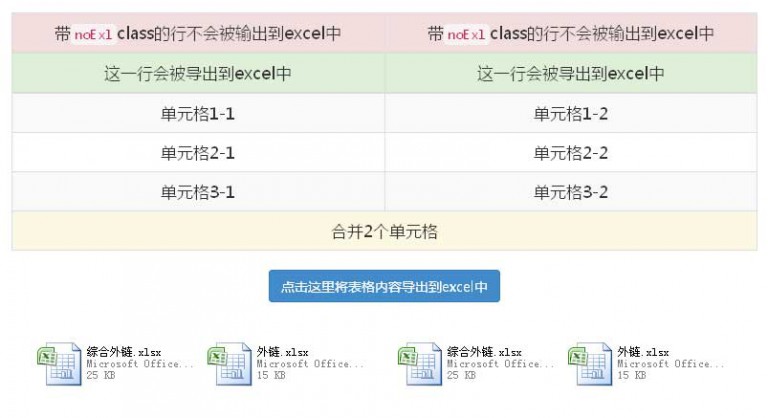 带 noExl class的行不会被输出到excel中 带 noExl class的行不会被输出到excel中
这一行会被导出到excel中 这一行会被导出到excel中
单元格1-1 单元格1-2
单元格2-1 单元格2-2
单元格3-1 单元格3-2
合并2个单元格
点击这里将表格内容导出到excel中
综合外链.xlsx 外链.xlsx 综合外链.xlsx 外链.xlsx
Microsoft Office... Microsoft Office... Microsoft Office... Microsoft Office...
25 KB 15 KB 25 KB 15 KB